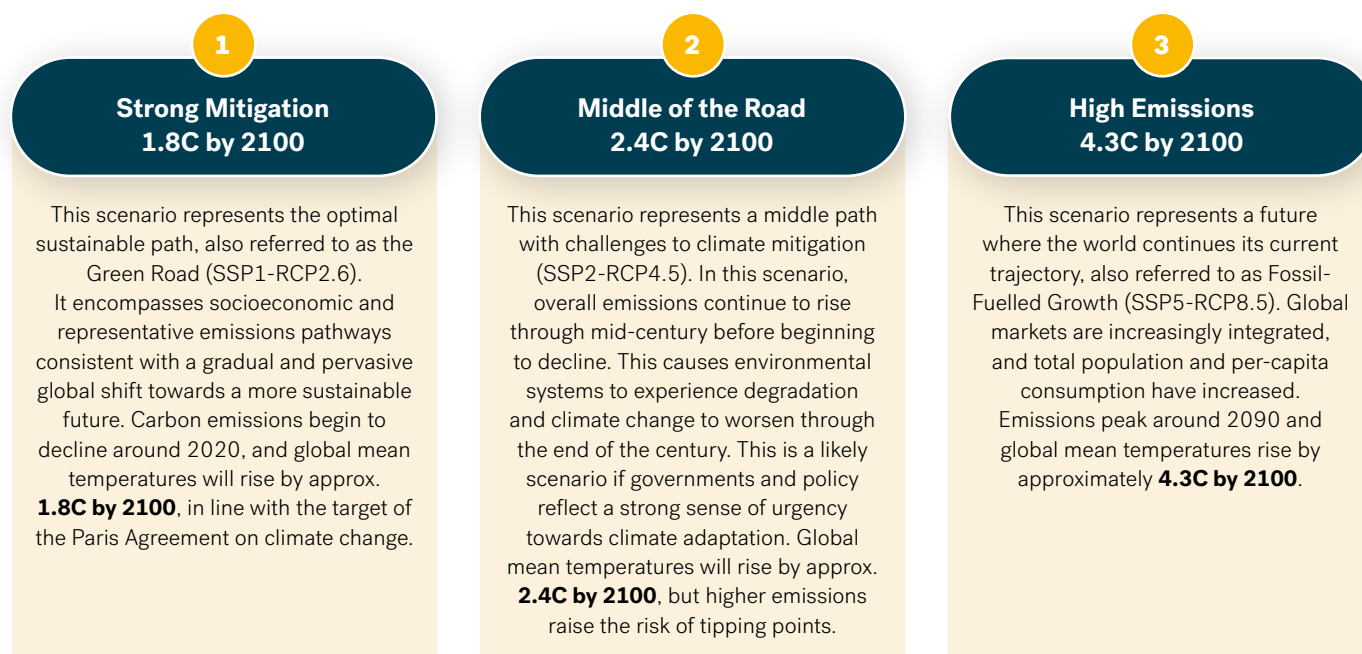 1
Strong Mitigation
1.8C by 2100
This scenario represents the optimal
sustainable path, also referred to as the
Green Road (SSP1-RCP2.6).
It encompasses socioeconomic and
representative emissions pathways
consistent with a gradual and pervasive
global shift towards a more sustainable
future. Carbon emissions begin to
decline around 2020, and global mean
temperatures will rise by approx.
1.8C by 2100, in line with the target of
the Paris Agreement on climate change.
2
Middle of the Road
2.4C by 2100
This scenario represents a middle path
with challenges to climate mitigation
(SSP2-RCP4.5). In this scenario,
overall emissions continue to rise
through mid-century before beginning
to decline. This causes environmental
systems to experience degradation
and climate change to worsen through
the end of the century. This is a likely
scenario if governments and policy
reflect a strong sense of urgency
towards climate adaptation. Global
mean temperatures will rise by approx.
2.4C by 2100, but higher emissions
raise the risk of tipping points.
3
High Emissions
4.3C by 2100
This scenario represents a future
where the world continues its current
trajectory, also referred to as Fossil-
Fuelled Growth (SSP5-RCP8.5). Global
markets are increasingly integrated,
and total population and per-capita
consumption have increased.
Emissions peak around 2090 and
global mean temperatures rise by
approximately 4.3C by 2100.